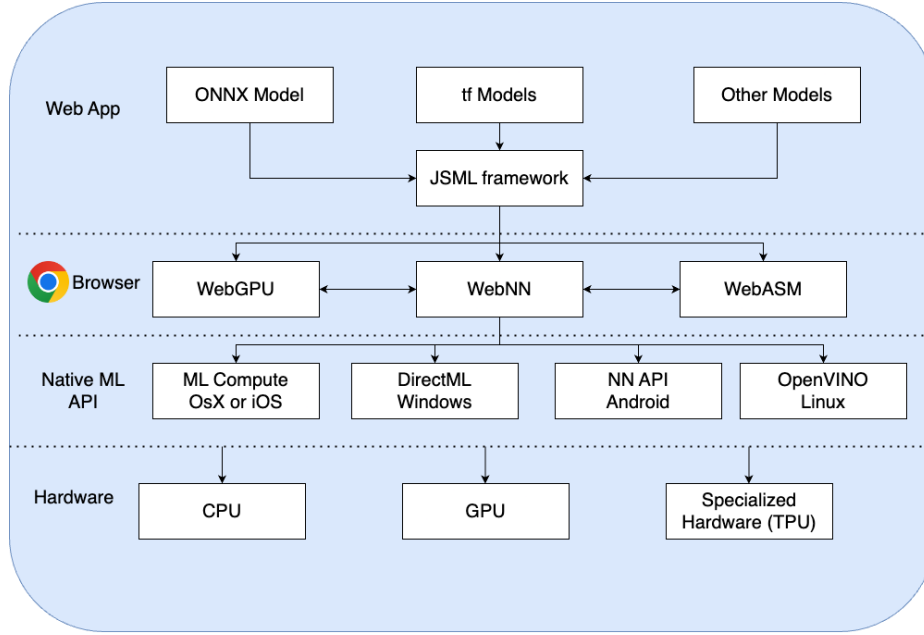 ONNX Model
tf Models
Other Models
Web App
JSML framework
Browser
WebGPU
WebNN
WebASM
Native ML
API
ML Compute
OsX or iOS
DirectML
Windows
NN API
Android
OpenVINO
Linux
Hardware
CPU
GPU
Specialized
Hardware (TPU)